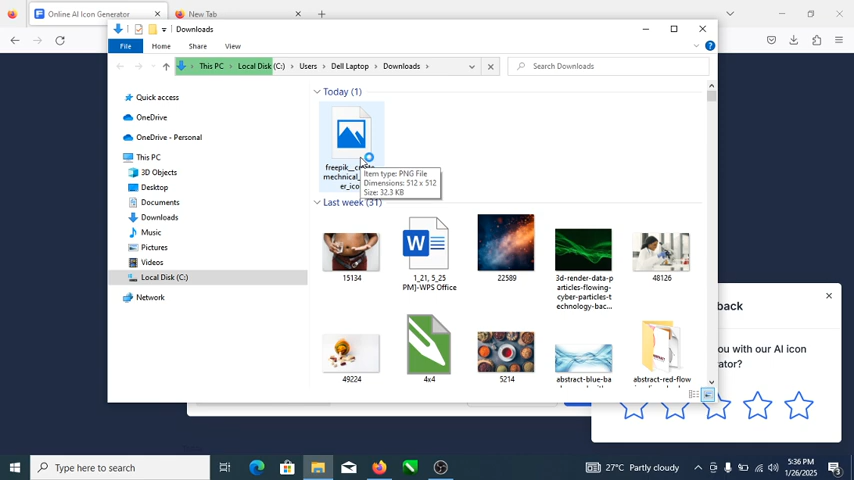 Online AI Icon Generator
New Tab
Downloads
File
Home
Share
View
This PC
Local Disk (C:)
Users
Dell Laptop
Downloads
Search Downloads
Quick access
OneDrive
OneDrive - Personal
This PC
3D Objects
Desktop
Documents
Downloads
Music
Pictures
Videos
Local Disk (C:)
Network
Today (1)
freepik__create
mechnical_
er_ico
Item type: PNG File
Dimensions: 512 x 512
Size: 32.3 KB
Last week (31)
15134
1_21, 5_25
PM]-WPS Office
22589
3d-render-data-p
articles-flowing-
cyber-particles-t
echnology-bac...
48126
49224
4x4
5214
abstract-blue-ba
abstract-red-flow
back
you with our AI icon
erator?
Type here to search
27°C Partly cloudy
5:36 PM
1/26/2025
3